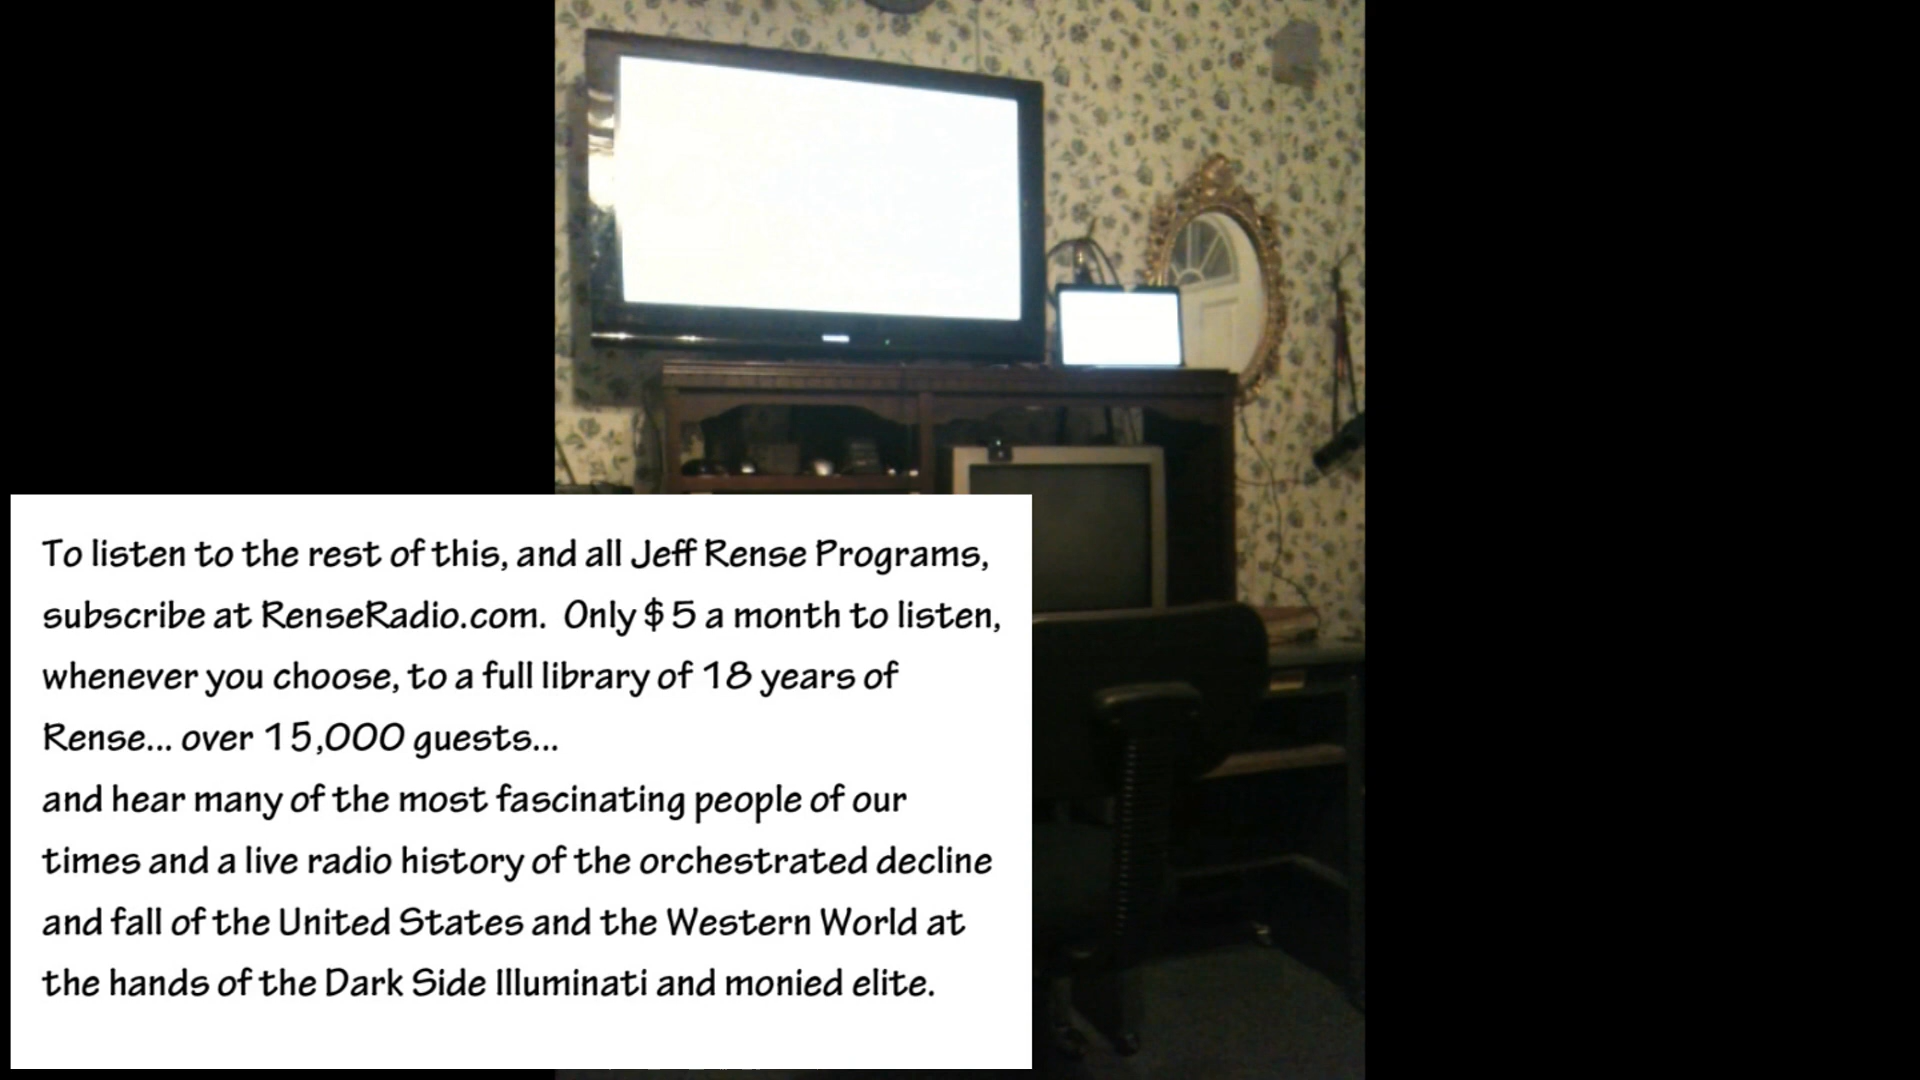 To listen to the rest of this, and all Jeff Rense Programs,
subscribe at RenseRadio.com. Only $5 a month to listen,
whenever you choose, to a full library of 18 years of
Rense... over 15,000 guests...
and hear many of the most fascinating people of our
times and a live radio history of the orchestrated decline
and fall of the United States and the Western World at
the hands of the Dark Side Illuminati and monied elite.